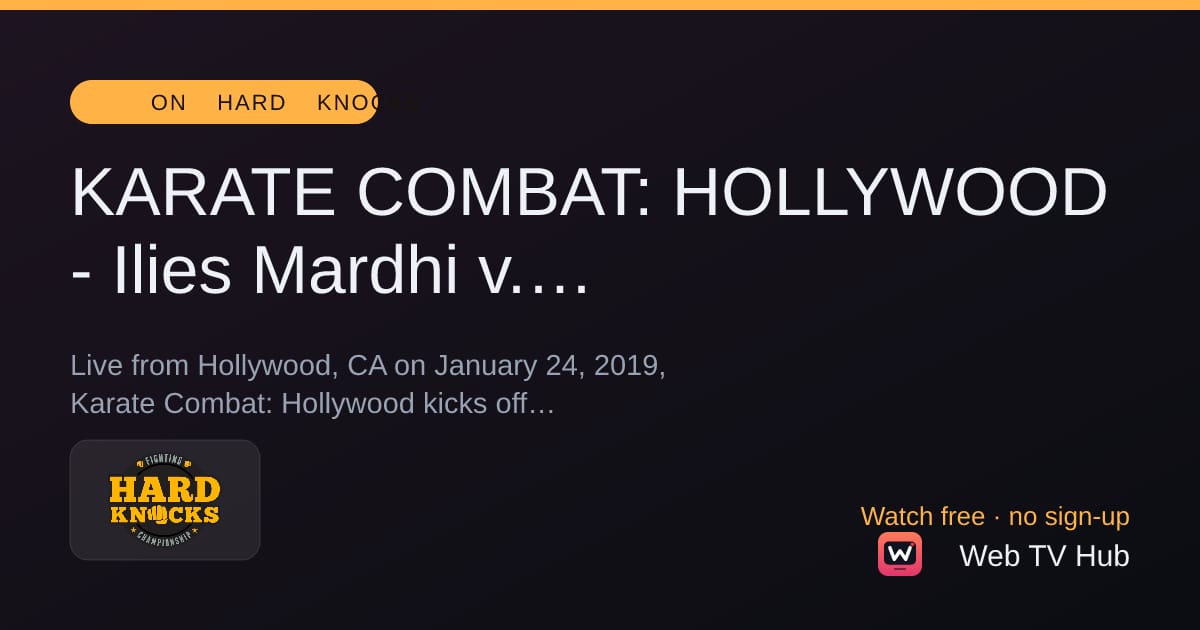 ON HARD KNOC
KARATE COMBAT: HOLLYWOOD
- Ilies Mardhi v.…
Live from Hollywood, CA on January 24, 2019,
Karate Combat: Hollywood kicks off…
FIGHTING
HARD
KNOCKS
CHAMPIONSHIP
Watch free · no sign-up
W
Web TV Hub